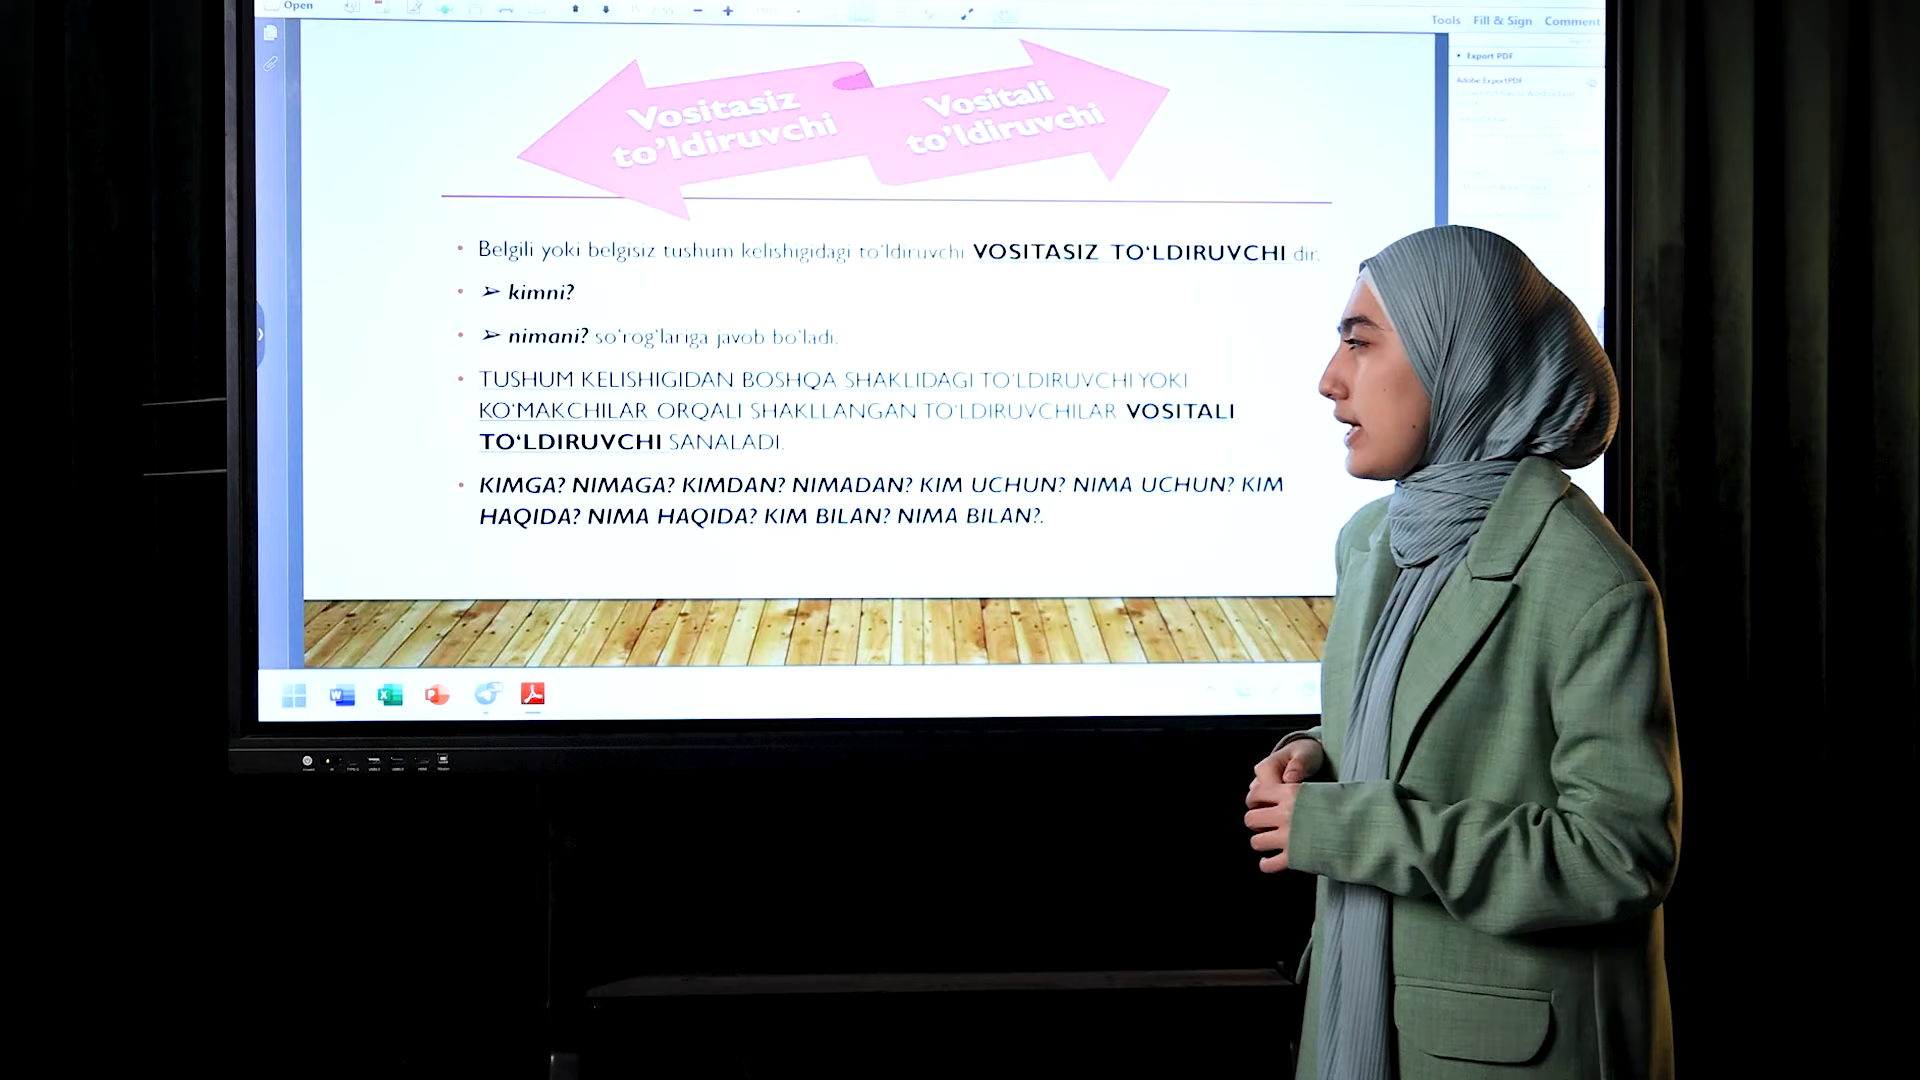 Open
Tools Fill & Sign Comment
Export PDF
Adobe ExportPDF
Vositasiz
to’ldiruvchi
Vositali
to’ldiruvchi
• Belgili yoki belgisiz tushum kelishigidagi to‘ldiruvchi VOSITASIZ TO‘LDIRUVCHI dir.
• ➢ kimni?
• ➢ nimani? so‘rog‘lariga javob bo‘ladi.
• TUSHUM KELISHIGIDAN BOSHQA SHAKLIDAGI TO‘LDIRUVCHI YOKI
KO‘MAKCHILAR ORQALI SHAKLLANGAN TO‘LDIRUVCHILAR VOSITALI
TO‘LDIRUVCHI SANALADI.
• KIMGA? NIMAGA? KIMDAN? NIMADAN? KIM UCHUN? NIMA UCHUN? KIM
HAQIDA? NIMA HAQIDA? KIM BILAN? NIMA BILAN?.